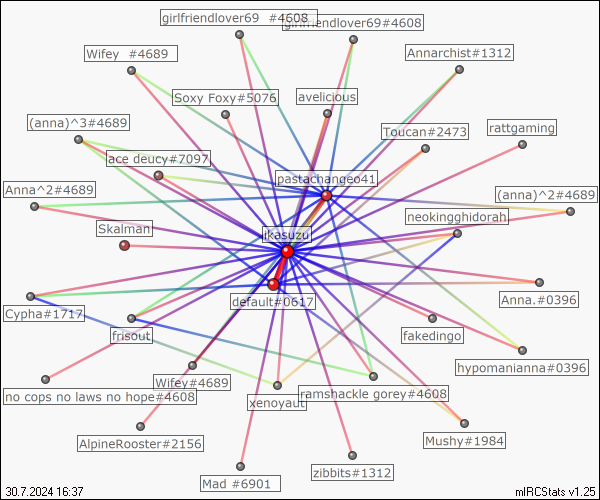 girlfriendlover69 #4608
girlfriendlover69#4608
Wifey #4689
Annarchist#1312
Soxy Foxy#5076
avelicious
(anna)^3#4689
Toucan#2473
rattgaming
ace deucy#7097
pastachangeo41
Anna^2#4689
(anna)^2#4689
neokingghidorah
Skalman
ikasuzu
default#0617
Cypha#1717
Anna.#0396
frisout
fakedingo
hypomanianna#0396
Wifey#4689
no cops no laws no hope#4608
xenoyaut
ramshackle gorey#4608
AlpineRooster#2156
Mushy#1984
zibbits#1312
Mad #6901
30.7.2024 16:37
mIRCStats v1.25